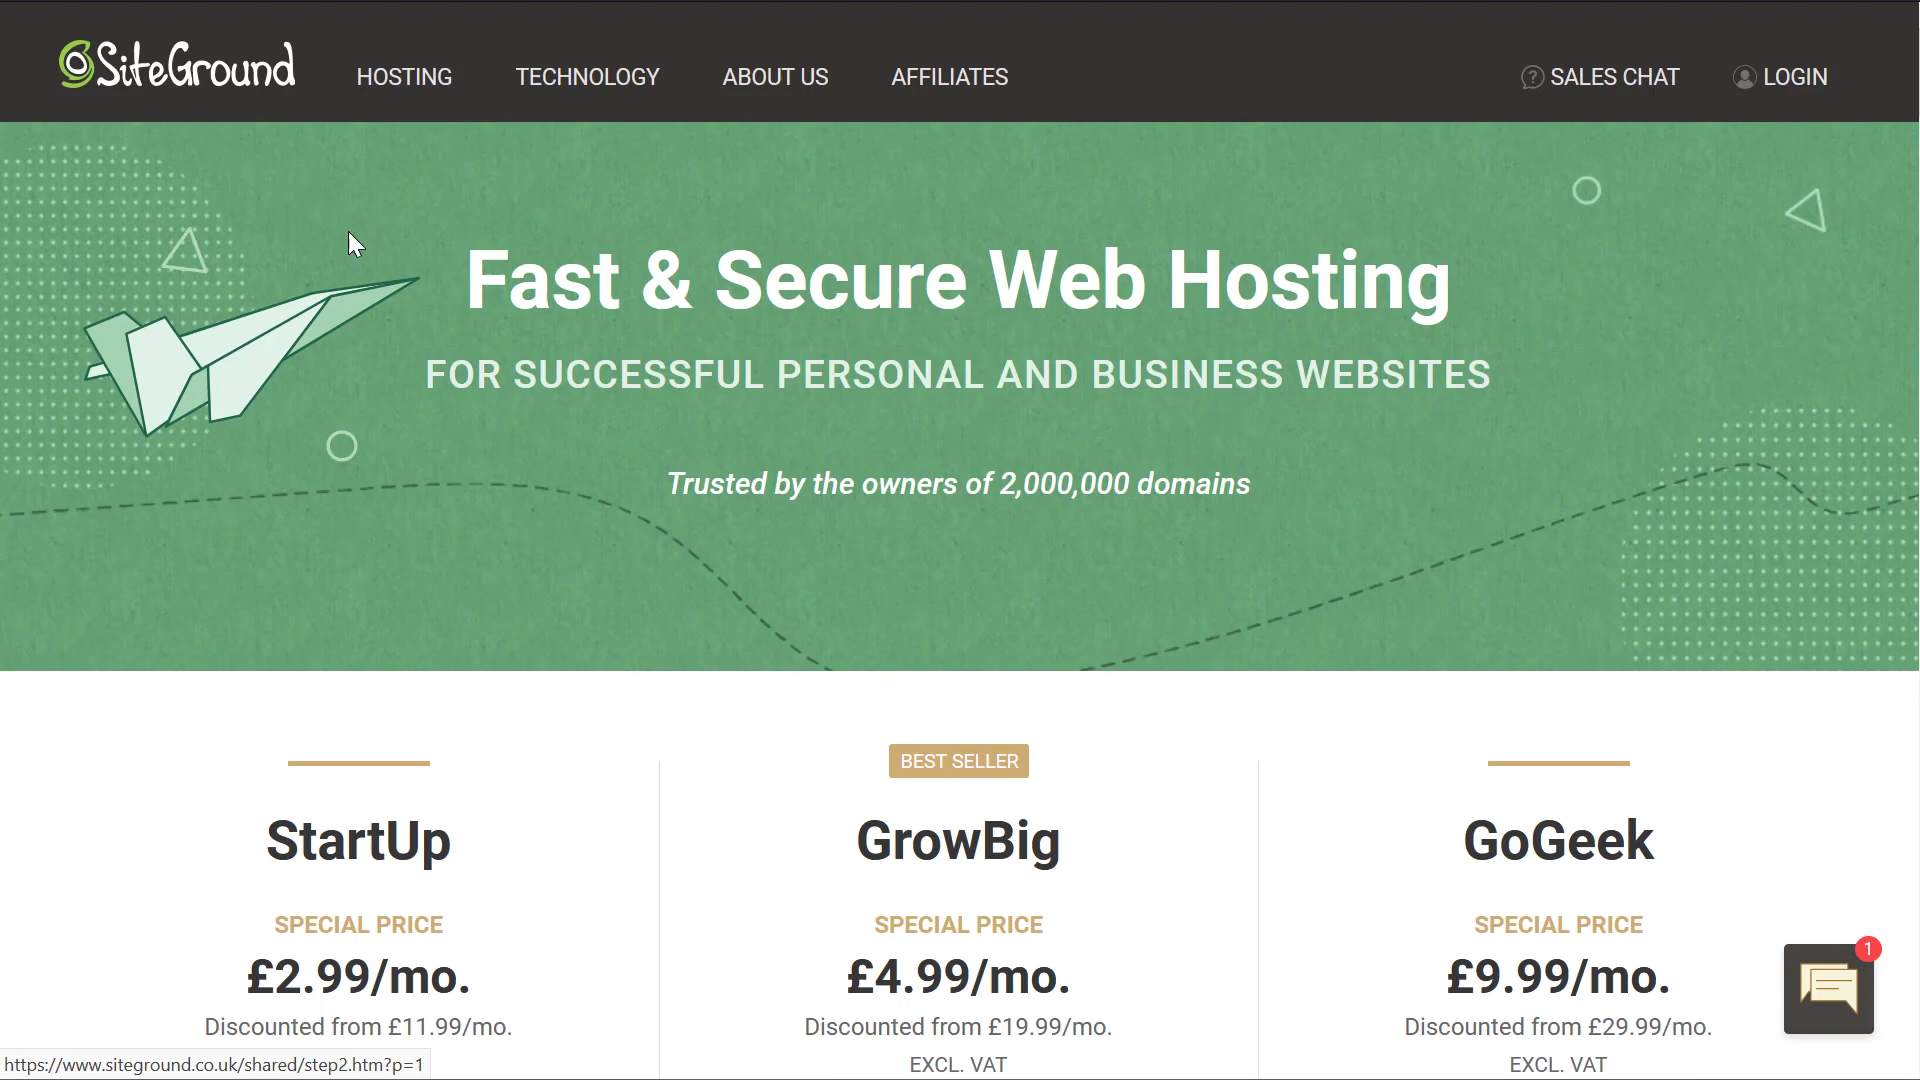 SiteGround
HOSTING
TECHNOLOGY
ABOUT US
AFFILIATES
SALES CHAT
LOGIN
Fast & Secure Web Hosting
FOR SUCCESSFUL PERSONAL AND BUSINESS WEBSITES
Trusted by the owners of 2,000,000 domains
StartUp
SPECIAL PRICE
£2.99/mo.
Discounted from £11.99/mo.
BEST SELLER
GrowBig
SPECIAL PRICE
£4.99/mo.
Discounted from £19.99/mo.
EXCL. VAT
GoGeek
SPECIAL PRICE
£9.99/mo.
Discounted from £29.99/mo.
EXCL. VAT
1
https://www.siteground.co.uk/shared/step2.htm?p=1